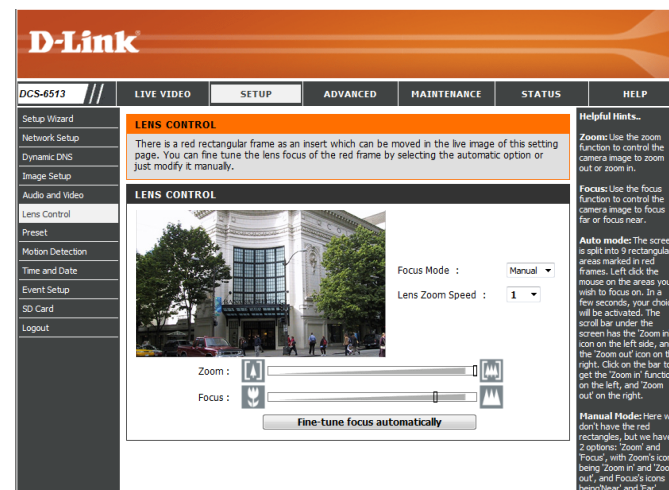 D-Link
DCS-6513
LIVE VIDEO
SETUP
ADVANCED
MAINTENANCE
STATUS
HELP
Setup Wizard
Network Setup
Dynamic DNS
Image Setup
Audio and Video
Lens Control
Preset
Motion Detection
Time and Date
Event Setup
SD Card
Logout
LENS CONTROL
There is a red rectangular frame as an insert which can be
moved in the live image of this setting
page. You can fine tune the lens focus
of the red frame by selecting the automatic option or
just modify it manually.
LENS CONTROL
Focus Mode :
Manual
Lens Zoom Speed :
1
Zoom :
Focus :
Fine-tune focus automatically
Helpful Hints..
Zoom: Use the zoom
function to control the
camera image to zoom
out or zoom in.
Focus: Use the focus
function to control the
camera image to focus
far or focus near.
Auto mode: The scree
is split into 9 rectangula
areas marked in red
frames. Left click the
mouse on the areas you
wish to focus on. In a
few seconds, your choi
will be activated. The
scroll bar under the
screen has the 'Zoom in
icon on the left side, an
the 'Zoom out' icon on t
right. Click on the bar to
get the 'Zoom in' functio
on the left, and 'Zoom
out' on the right.
Manual Mode: Here w
don't have the red
rectangles, but we have
2 options: 'Zoom' and
'Focus', with Zoom's icon
being 'Zoom in' and 'Zoo
out', and Focus's icons
being'Near' and 'Far'